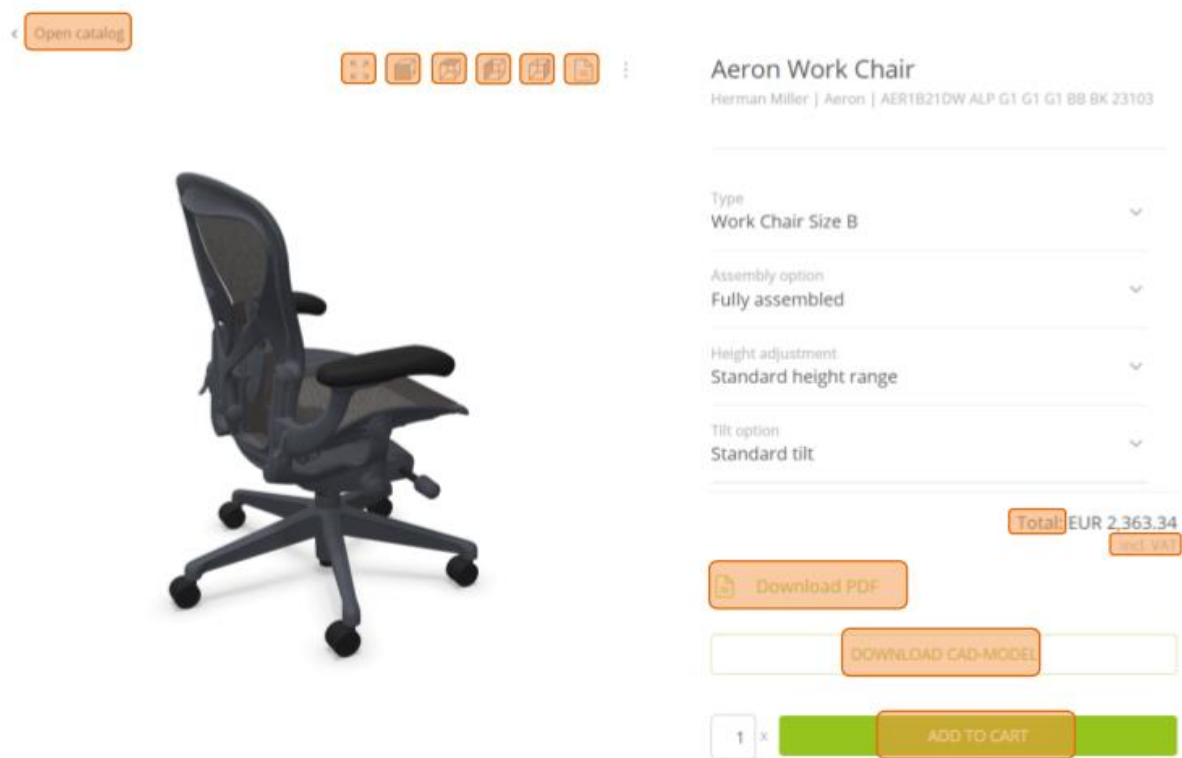 Open catalog
Aeron Work Chair
Herman Miller | Aeron | AER1B21DW ALP G1 G1 G1 BB BK 23103
Type
Work Chair Size B
Assembly option
Fully assembled
Height adjustment
Standard height range
Tilt option
Standard tilt
Total: EUR 2,363.34
incl. VAT
Download PDF
DOWNLOAD CAD-MODEL
1 x
ADD TO CART